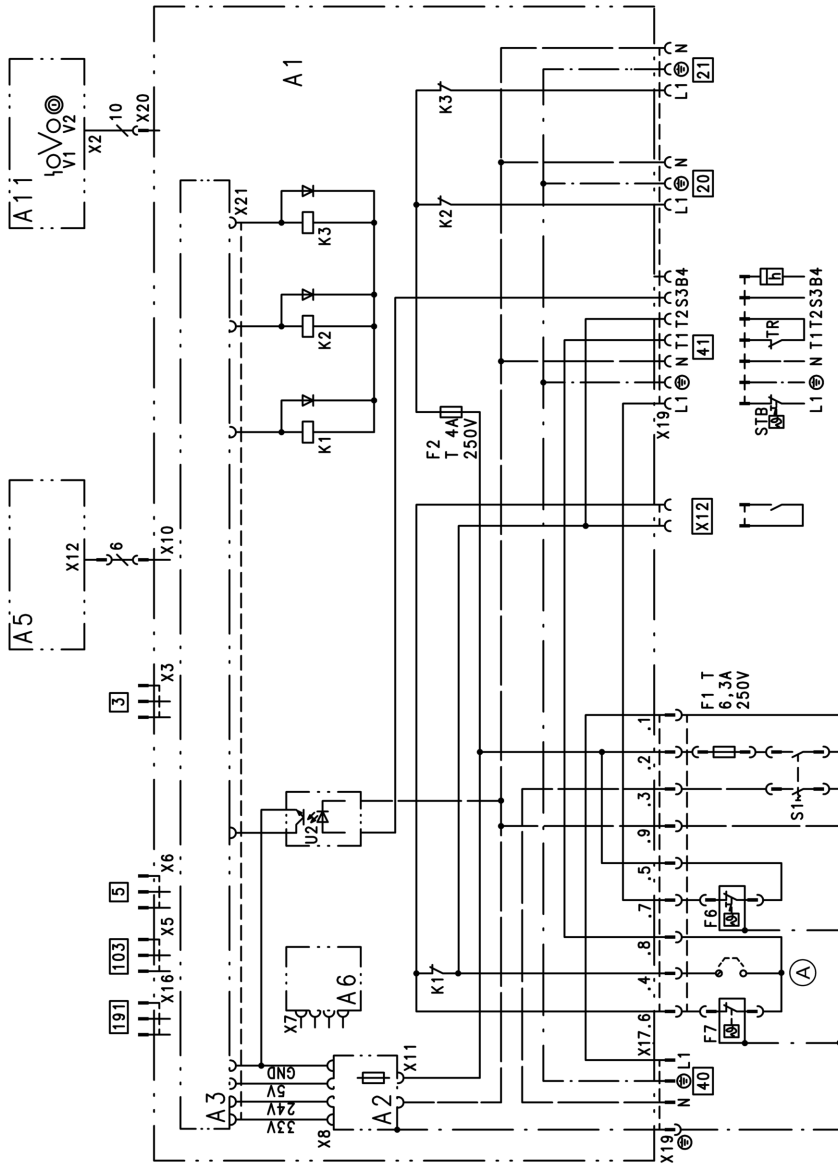 A11
V1 V2
X2
10
X20
A1
A5
X12
6
X10
3
X3
5
X6
103
X5
191
X16
X21
K3
K2
K1
A3
33V
24V
5V
GND
X8
A2
X11
X7
A6
U2
K1
F2
T 4A
250V
K2
K3
N
21
L1
N
20
L1
B4
S3
T2
T1
41
N
L1
X19
STB
L1
N
T1
TR
T2
S3
B4
h
X12
F1 T
6,3A
250V
.1
.2
.3
.9
.5
.7
.8
.4
X17.6
S1
F6
A
F7
L1
40
N
X19